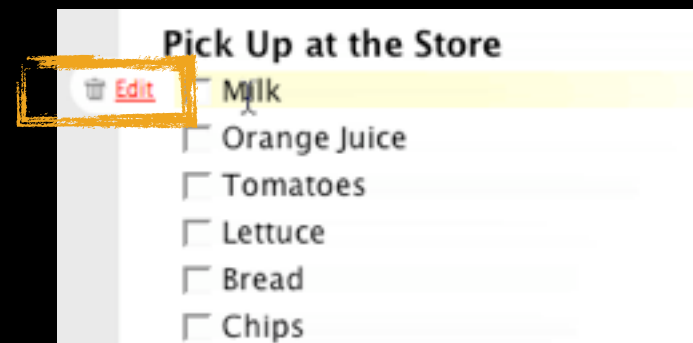 Pick Up at the Store
Edit Milk
Orange Juice
Tomatoes
Lettuce
Bread
Chips